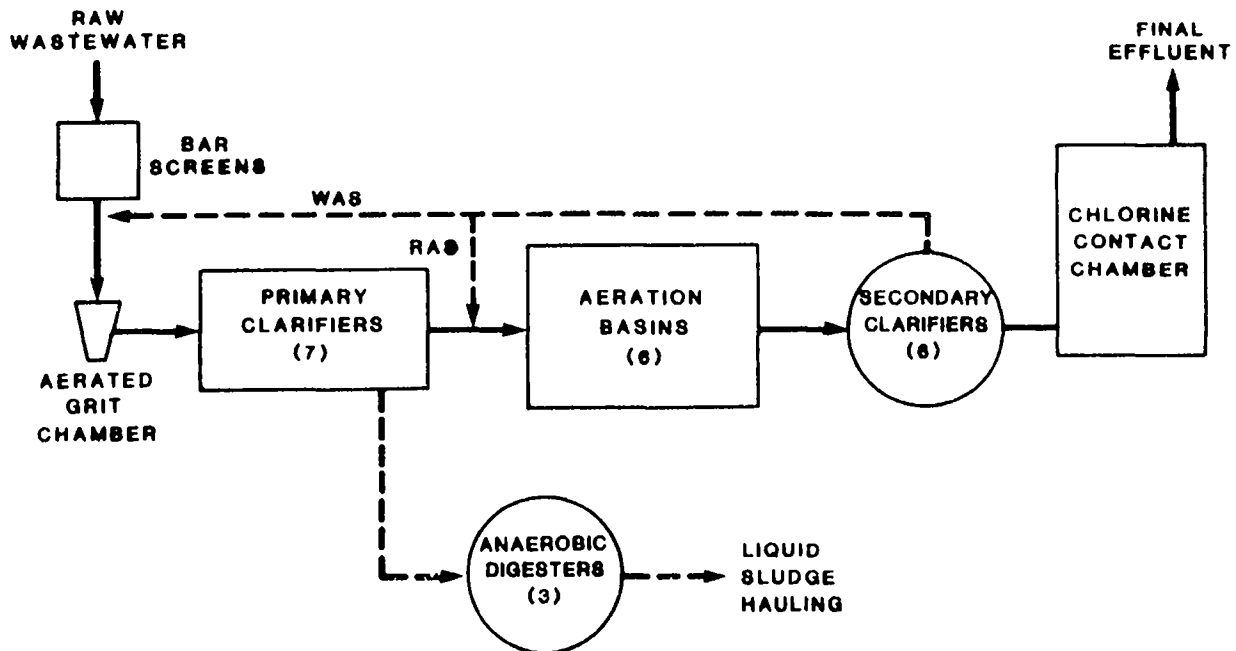 RAW
WASTEWATER
BAR
SCREENS
WAS
RAS
AERATED
GRIT
CHAMBER
PRIMARY
CLARIFIERS
(7)
AERATION
BASINS
(6)
SECONDARY
CLARIFIERS
(6)
CHLORINE
CONTACT
CHAMBER
FINAL
EFFLUENT
ANAEROBIC
DIGESTERS
(3)
LIQUID
SLUDGE
HAULING